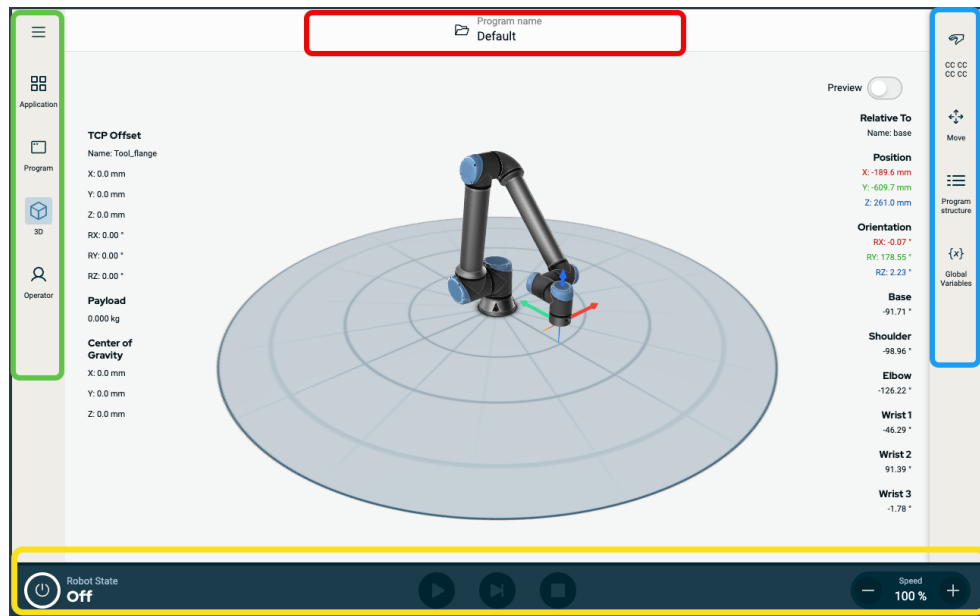 Program name
Default
Application
Program
3D
Operator
TCP Offset
Name: Tool_flange
X: 0.0 mm
Y: 0.0 mm
Z: 0.0 mm
RX: 0.00 °
RY: 0.00 °
RZ: 0.00 °
Payload
0.000 kg
Center of
Gravity
X: 0.0 mm
Y: 0.0 mm
Z: 0.0 mm
Preview
Relative To
Name: base
Position
X: -189.6 mm
Y: -609.7 mm
Z: 261.0 mm
Orientation
RX: -0.07 °
RY: 178.55 °
RZ: 2.23 °
Base
-91.71 °
Shoulder
-98.96 °
Elbow
-126.22 °
Wrist 1
-46.29 °
Wrist 2
91.39 °
Wrist 3
-1.78 °
CC CC
CC CC
Move
Program
structure
{x}
Global
Variables
Robot State
Off
Speed
100 %